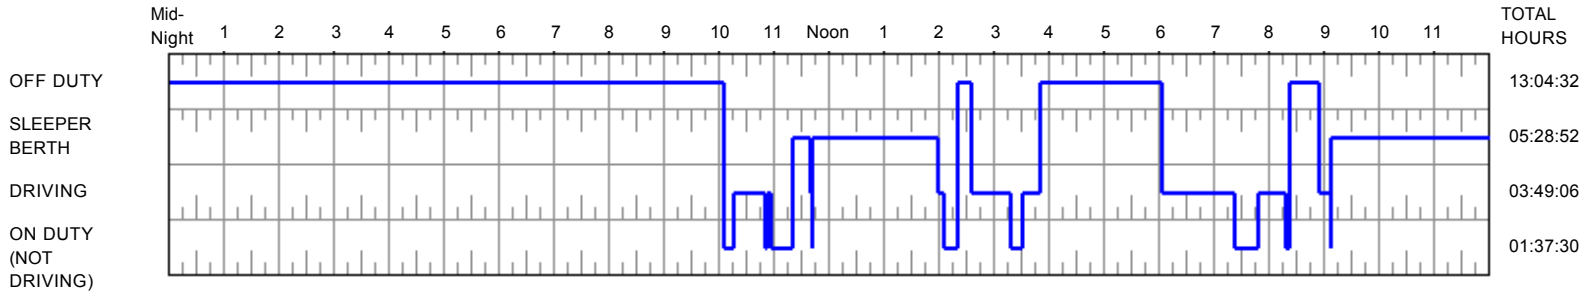 Mid-
Night 1 2 3 4 5 6 7 8 9 10 11 Noon 1 2 3 4 5 6 7 8 9 10 11
TOTAL
HOURS
OFF DUTY 13:04:32
SLEEPER
BERTH 05:28:52
DRIVING 03:49:06
ON DUTY
(NOT 01:37:30
DRIVING)